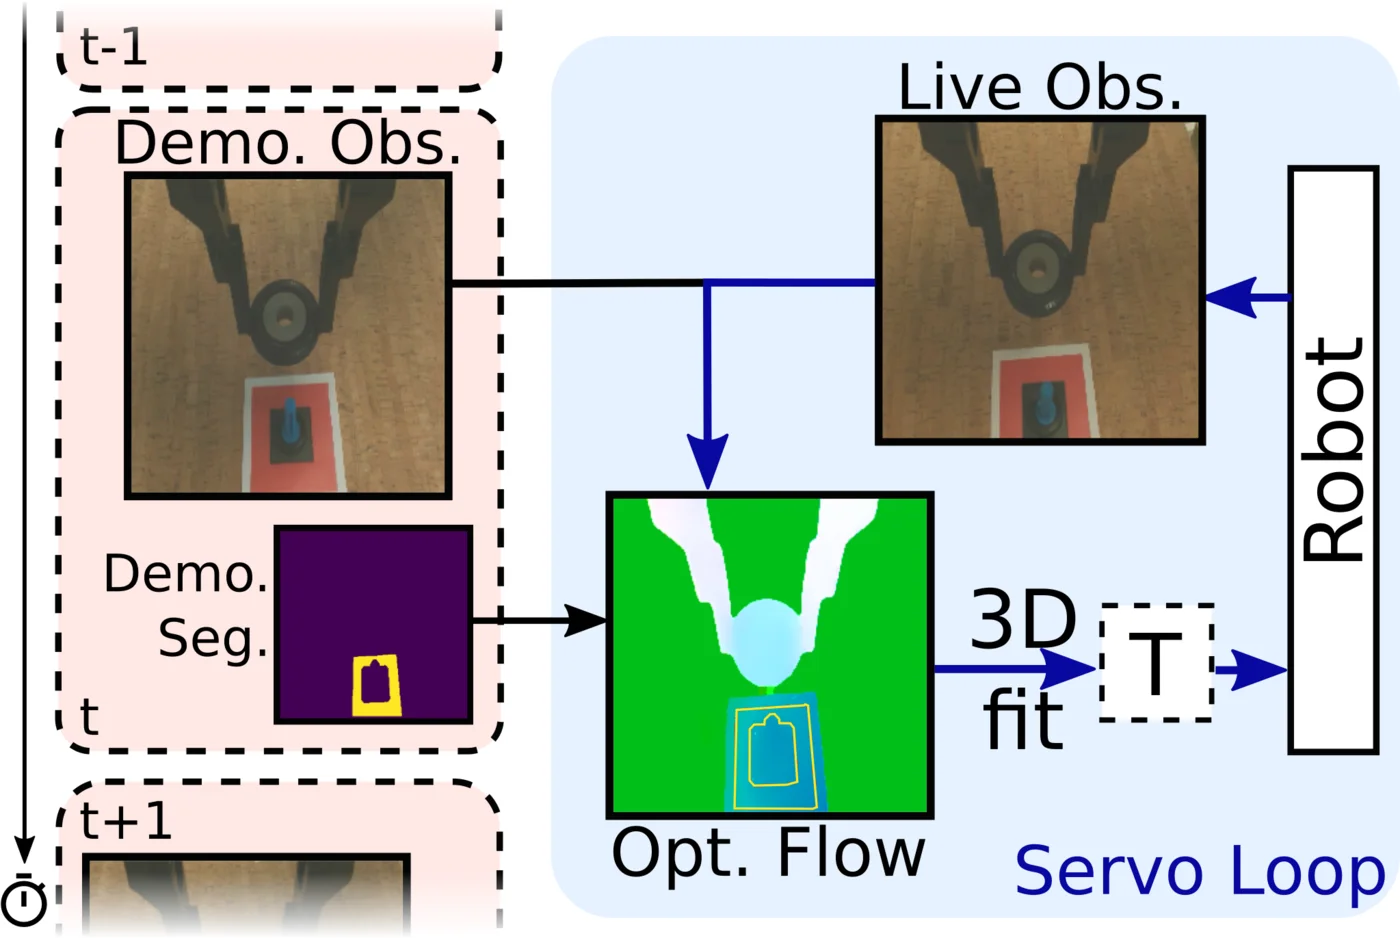 t-1
Demo. Obs.
Demo.
Seg.
t
t+1
Live Obs.
Robot
3D
fit
T
Opt. Flow
Servo Loop